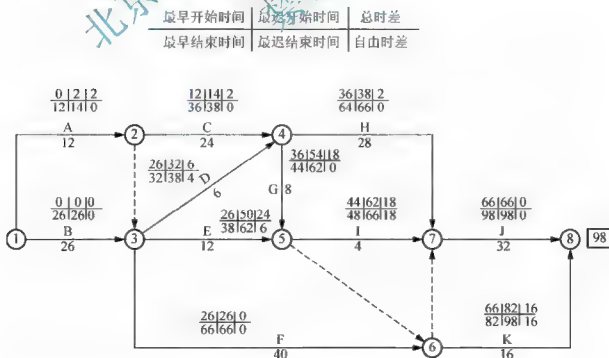 最早开始时间 最迟开始时间 总时差
最早结束时间 最迟结束时间 自由时差
0|2|2 12|14|2 36|38|2
12|14|0 36|38|0 64|66|0
A C H
① 12 ② 24 ④ 28
26|32|6 36|54|18
32|38|4 44|62|0
D
6
G 8
0|0|0 26|50|24 44|62|18 66|66|0
26|26|0 38|62|6 48|66|18 98|98|0
① B ③ E ⑤ I ⑦ J ⑧ 98
26 12 4 32
26|26|0 66|82|16
66|66|0 82|98|16
F ⑥ K
40 16
北京